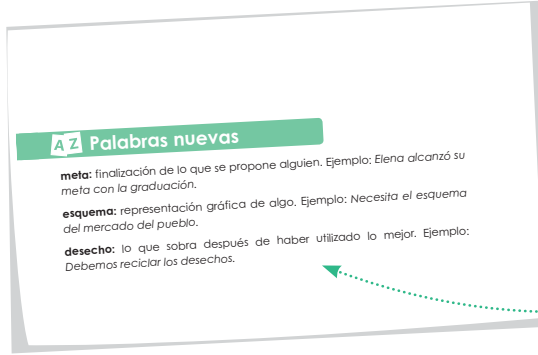 AZ Palabras nuevas
meta: finalización de lo que se propone alguien. Ejemplo: Elena alcanzó su
meta con la graduación.
esquema: representación gráfica de algo. Ejemplo: Necesita el esquema
del mercado del pueblo.
desecho: lo que sobra después de haber utilizado lo mejor. Ejemplo:
Debemos reciclar los desechos.